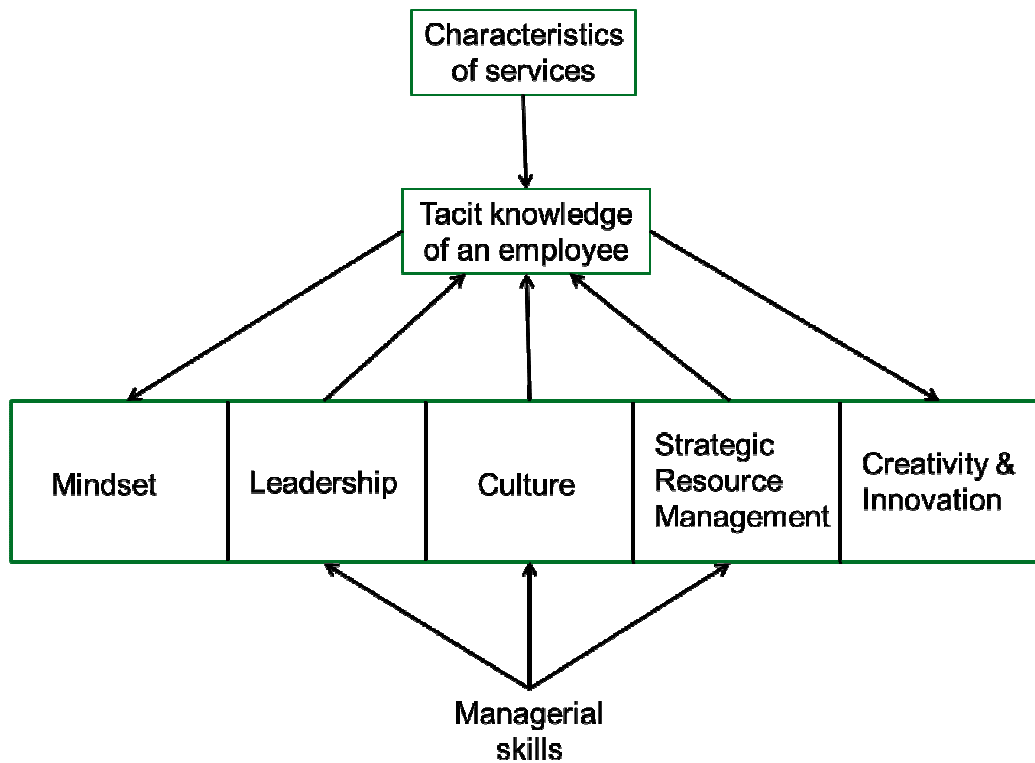 Characteristics
of services
Tacit knowledge
of an employee
Mindset
Leadership
Culture
Strategic
Resource
Management
Creativity &
Innovation
Managerial
skills